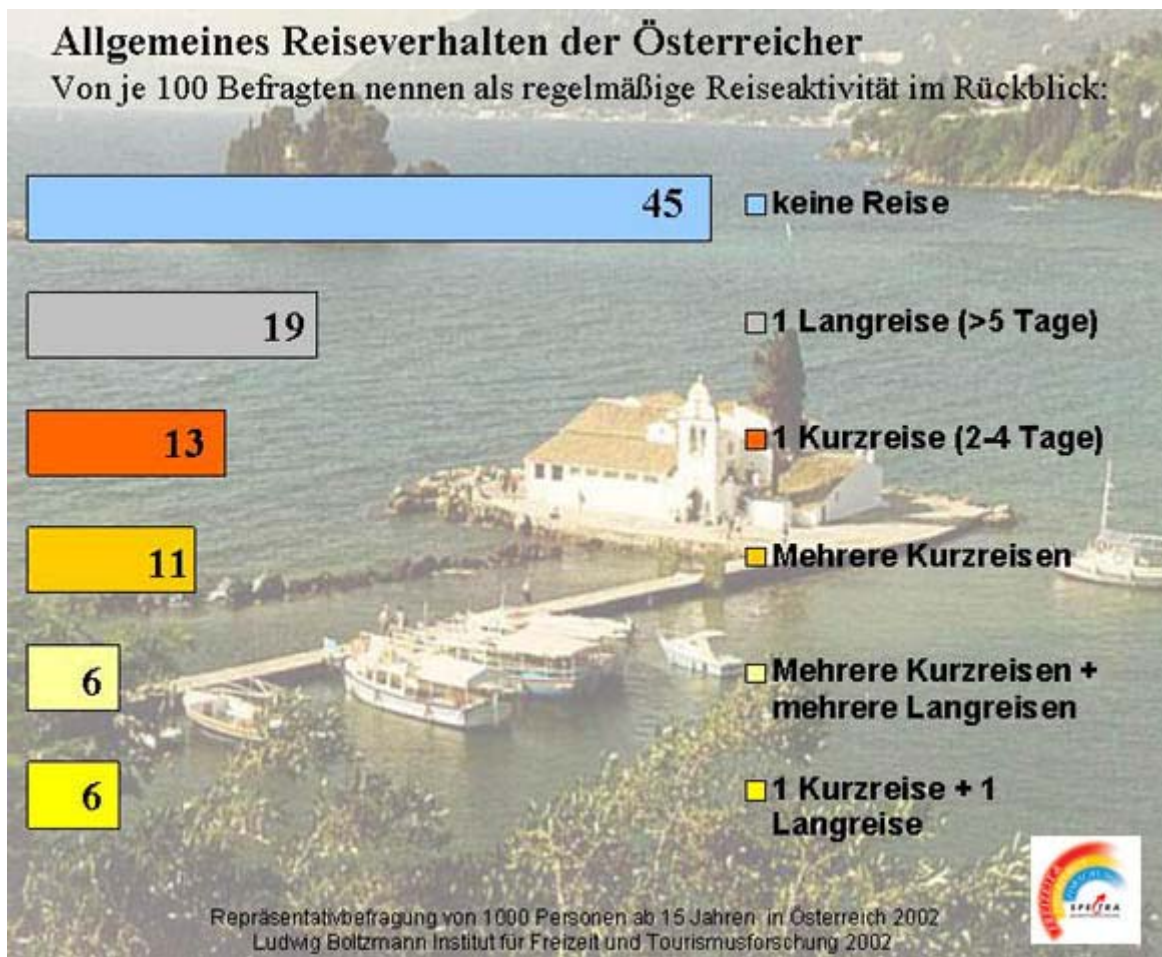 Allgemeines Reiseverhalten der Österreicher
Von je 100 Befragten nennen als regelmäßige Reiseaktivität im Rückblick:
45
keine Reise
19
1 Langreise (>5 Tage)
13
1 Kurzreise (2-4 Tage)
11
Mehrere Kurzreisen
6
Mehrere Kurzreisen +
mehrere Langreisen
6
1 Kurzreise + 1
Langreise
Repräsentativbefragung von 1000 Personen ab 15 Jahren in Österreich 2002
Ludwig Boltzmann Institut für Freizeit und Tourismusforschung 2002
SPECTRA